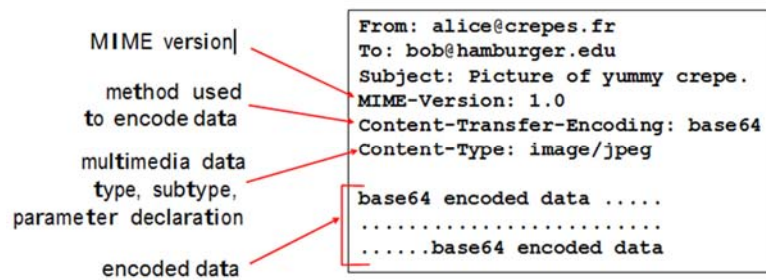 MIME version
method used
to encode data
multimedia data
type, subtype,
parameter declaration
encoded data
From: alice@crepes.fr
To: bob@hamburger.edu
Subject: Picture of yummy crepe.
MIME-Version: 1.0
Content-Transfer-Encoding: base64
Content-Type: image/jpeg
base64 encoded data .....
.........................
......base64 encoded data